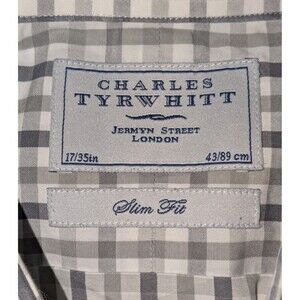 CHARLES
TYRWHITT
JERMYN STREET
LONDON
17/35in 43/89 cm
Slim Fit